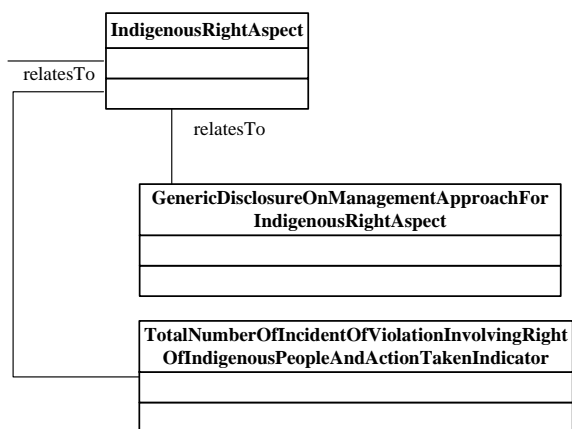 IndigenousRightAspect
relatesTo
relatesTo
GenericDisclosureOnManagementApproachFor
IndigenousRightAspect
TotalNumberOfIncidentOfViolationInvolvingRight
OfIndigenousPeopleAndActionTakenIndicator